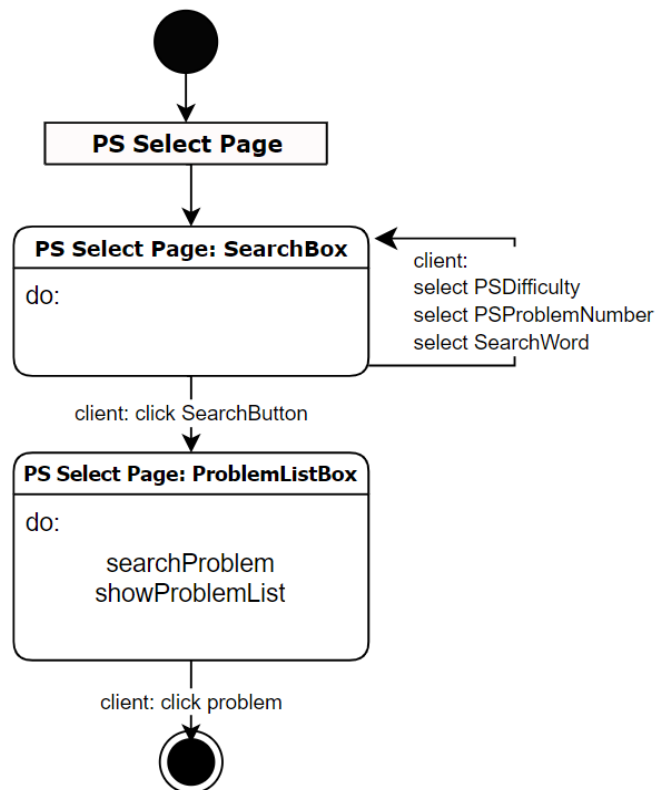 PS Select Page
PS Select Page: SearchBox
do:
client:
select PSDifficulty
select PSProblemNumber
select SearchWord
client: click SearchButton
PS Select Page: ProblemListBox
do:
searchProblem
showProblemList
client: click problem